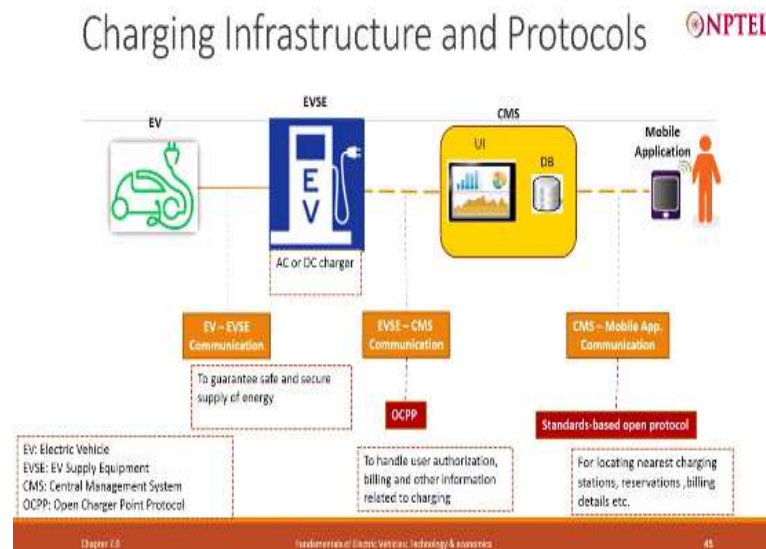 Charging Infrastructure and Protocols
NPTEL
EV
EVSE
CMS
Mobile
Application
E
V
UI
DB
AC or DC charger
EV – EVSE
Communication
EVSE – CMS
Communication
CMS – Mobile App.
Communication
To guarantee safe and secure
supply of energy
OCPP
Standards-based open protocol
To handle user authorization,
billing and other information
related to charging
For locating nearest charging
stations, reservations ,billing
details etc.
EV: Electric Vehicle
EVSE: EV Supply Equipment
CMS: Central Management System
OCPP: Open Charger Point Protocol
Fundamentals of Electric Vehicles: Technology & economics
Chapter